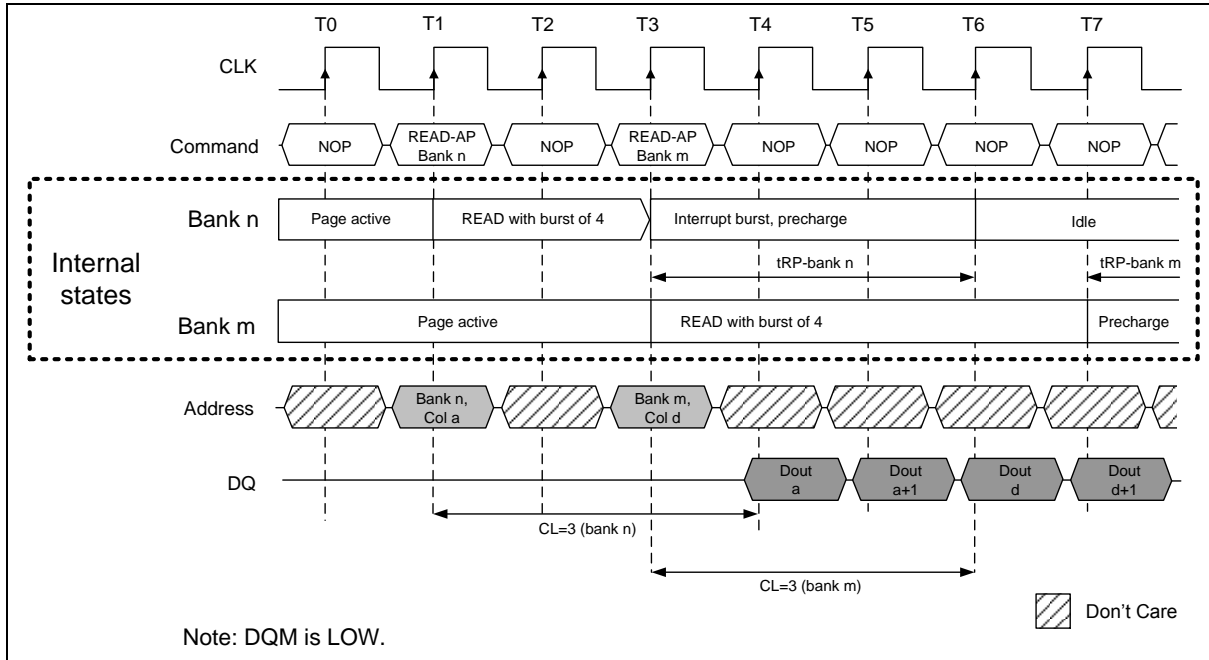 T0 T1 T2 T3 T4 T5 T6 T7
CLK
Command NOP READ-AP Bank n NOP READ-AP Bank m NOP NOP NOP NOP
Bank n Page active READ with burst of 4 Interrupt burst, precharge Idle
Internal states
tRP-bank n tRP-bank m
Bank m Page active READ with burst of 4 Precharge
Address Bank n, Col a Bank m, Col d
DQ Dout a Dout a+1 Dout d Dout d+1
CL=3 (bank n)
CL=3 (bank m)
Don't Care
Note: DQM is LOW.